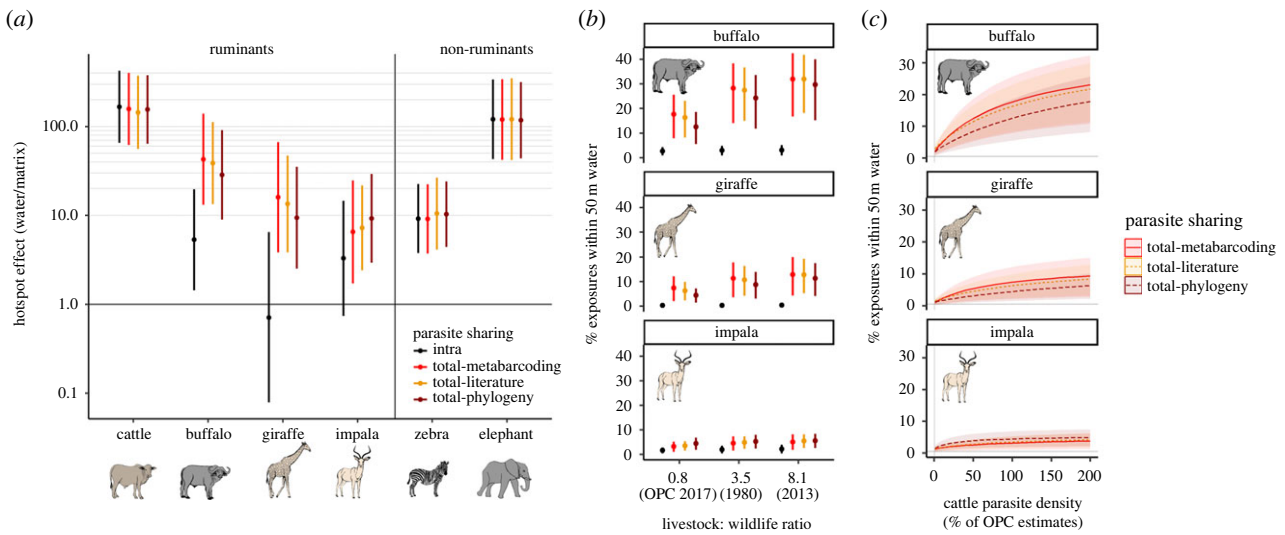 (a)
ruminants
non-ruminants
hotspot effect (water/matrix)
100.0
10.0
1.0
0.1
parasite sharing
intra
total-metabarcoding
total-literature
total-phylogeny
cattle
buffalo
giraffe
impala
zebra
elephant
(b)
% exposures within 50 m water
buffalo
40
30
20
10
0
giraffe
40
30
20
10
0
impala
40
30
20
10
0
0.8 3.5 8.1
(OPC 2017) (1980) (2013)
livestock: wildlife ratio
(c)
% exposures within 50 m water
buffalo
30
20
10
0
giraffe
30
20
10
0
impala
30
20
10
0
0 50 100 150 200
cattle parasite density
(% of OPC estimates)
parasite sharing
total-metabarcoding
total-literature
total-phylogeny